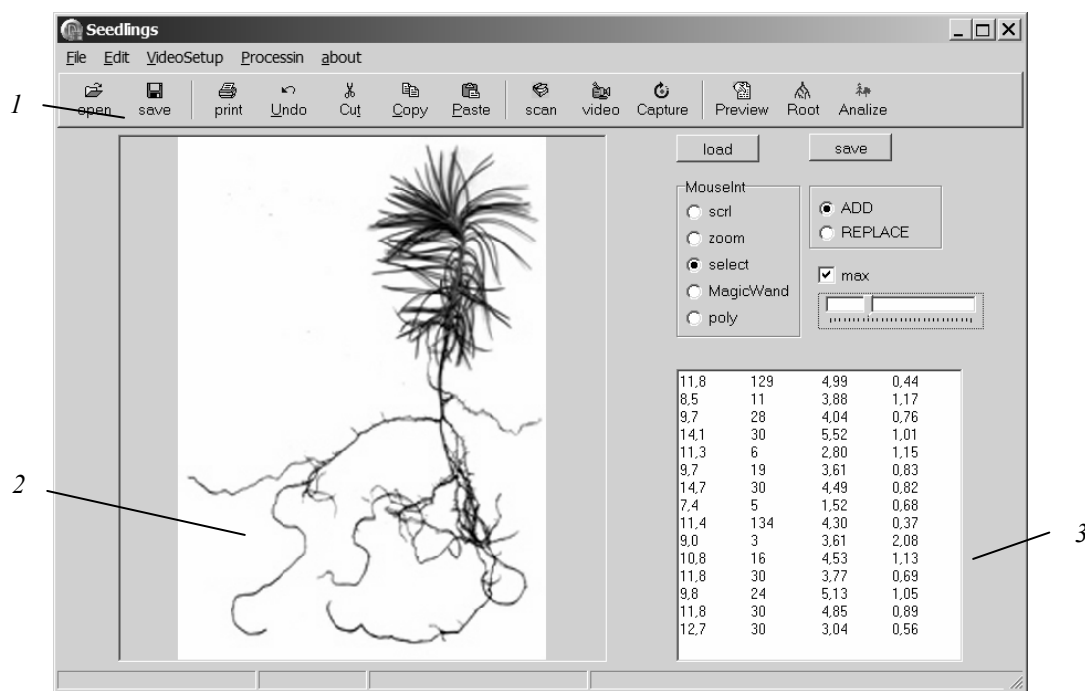 Seedlings
File Edit VideoSetup Processin about
open save print Undo Cut Copy Paste scan video Capture Preview Root Analize
1
load save
MouseInt
scrl
ADD
zoom
REPLACE
select
max
MagicWand
poly
11,8 129 4,99 0,44
8,5 11 3,88 1,17
9,7 28 4,04 0,76
14,1 30 5,52 1,01
11,3 6 2,80 1,15
9,7 19 3,61 0,83
14,7 30 4,49 0,82
7,4 5 1,52 0,68
11,4 134 4,30 0,37
9,0 3 3,61 2,08
10,8 16 4,53 1,13
11,8 30 3,77 0,69
9,8 24 5,13 1,05
11,8 30 4,85 0,89
12,7 30 3,04 0,56
2
3